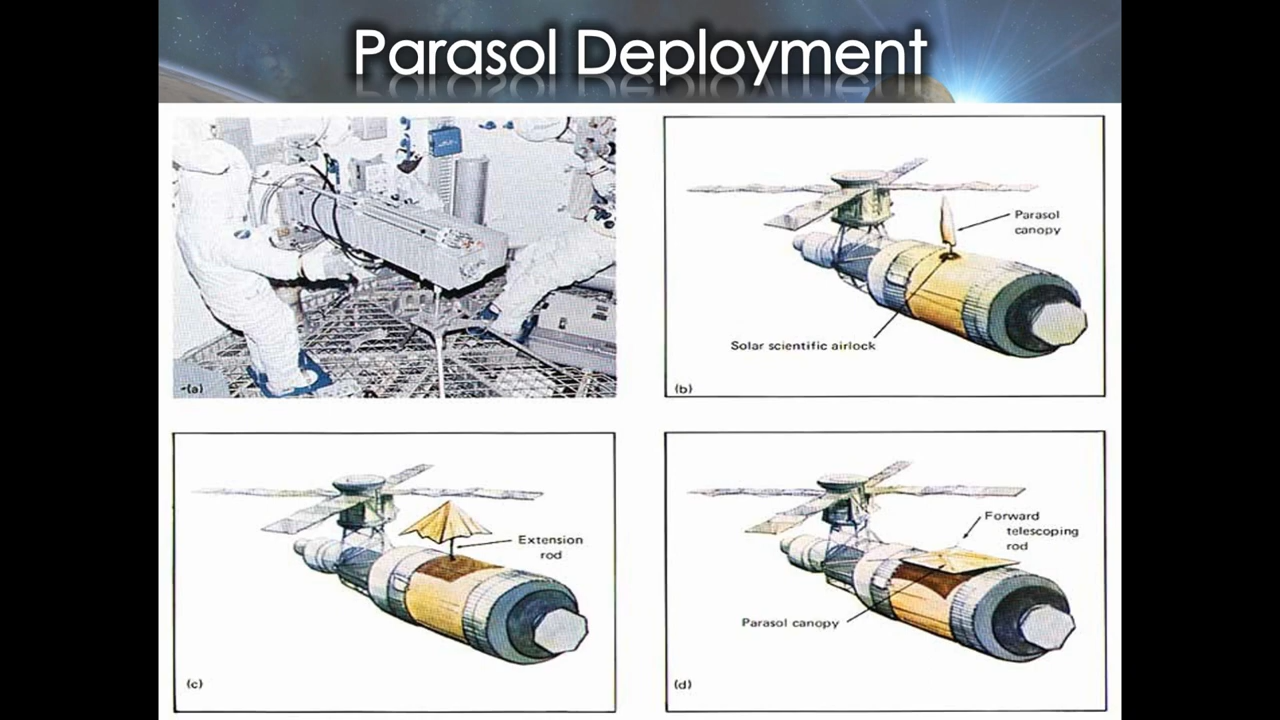 Parasol Deployment
(a)
Parasol
canopy
Solar scientific airlock
(b)
Extension
rod
(c)
Forward
telescoping
rod
Parasol canopy
(d)